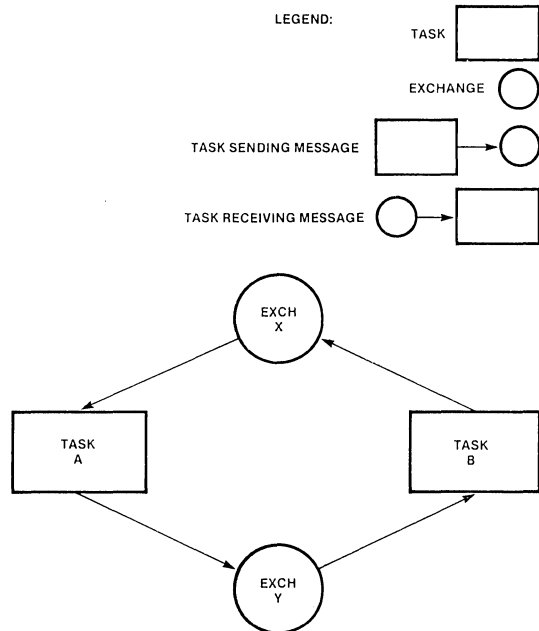 LEGEND:
TASK
EXCHANGE
TASK SENDING MESSAGE
TASK RECEIVING MESSAGE
EXCH
X
TASK
A
TASK
B
EXCH
Y